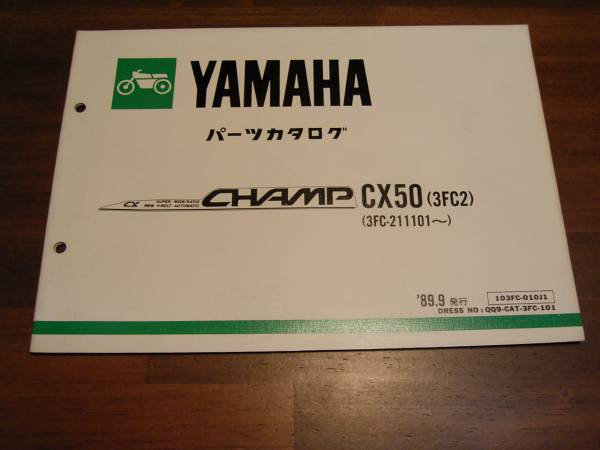 YAMAHA
パーツカタログ
CX SUPER WIDE-RATIO
NEW V-BELT AUTOMATIC
CHAMP CX50 (3FC2)
(3FC-211101～)
'89.9 発行
103FC-010J1
DRESS NO : QQ9-CAT-3FC-101